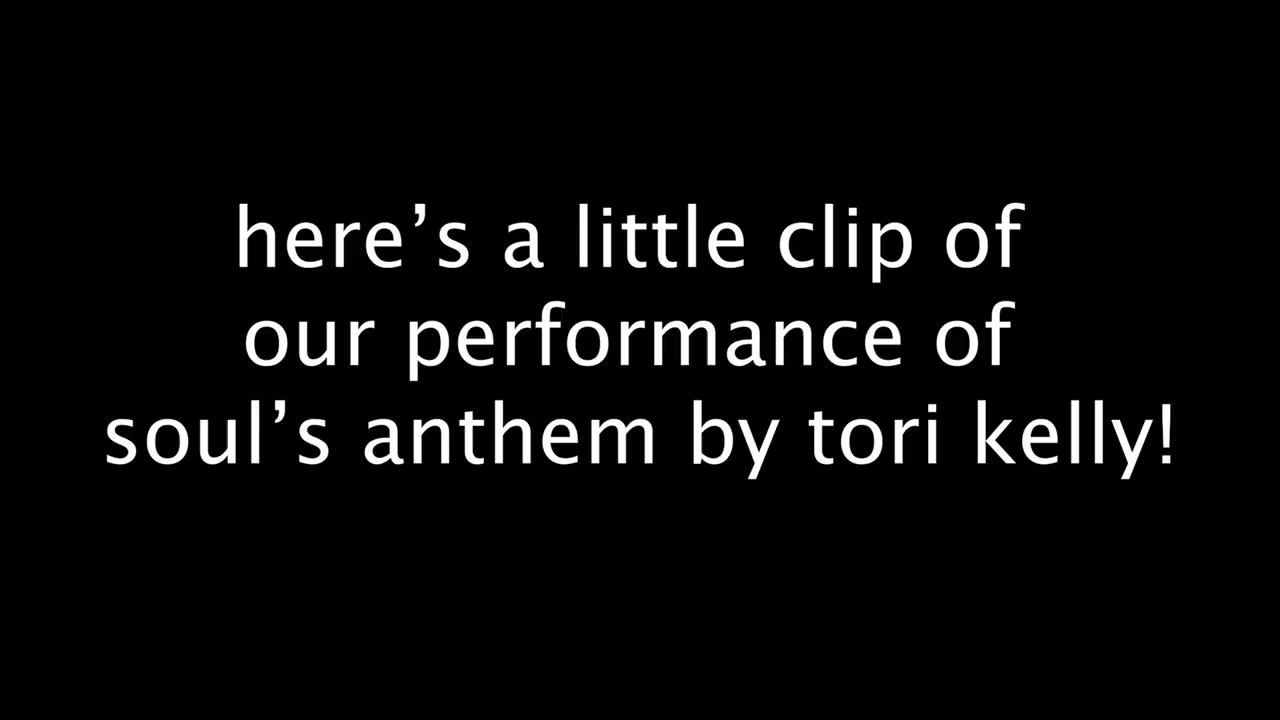 here’s a little clip of
our performance of
soul’s anthem by tori kelly!